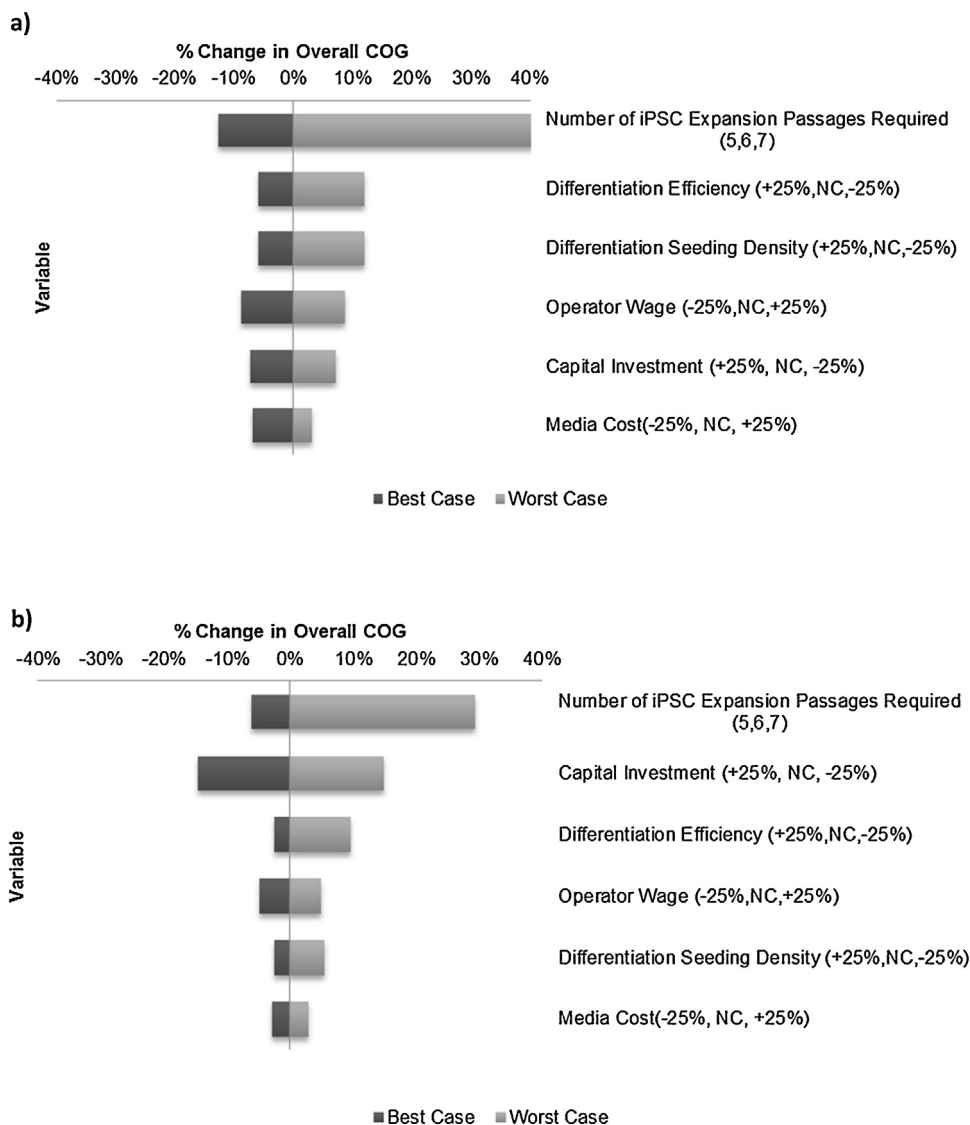 a)
% Change in Overall COG
-40% -30% -20% -10% 0% 10% 20% 30% 40%
Number of iPSC Expansion Passages Required
(5,6,7)
Differentiation Efficiency (+25%,NC,-25%)
Differentiation Seeding Density (+25%,NC,-25%)
Variable
Operator Wage (-25%,NC,+25%)
Capital Investment (+25%, NC, -25%)
Media Cost(-25%, NC, +25%)
Best Case Worst Case
b)
% Change in Overall COG
-40% -30% -20% -10% 0% 10% 20% 30% 40%
Number of iPSC Expansion Passages Required
(5,6,7)
Capital Investment (+25%, NC, -25%)
Differentiation Efficiency (+25%,NC,-25%)
Variable
Operator Wage (-25%,NC,+25%)
Differentiation Seeding Density (+25%,NC,-25%)
Media Cost(-25%, NC, +25%)
Best Case Worst Case